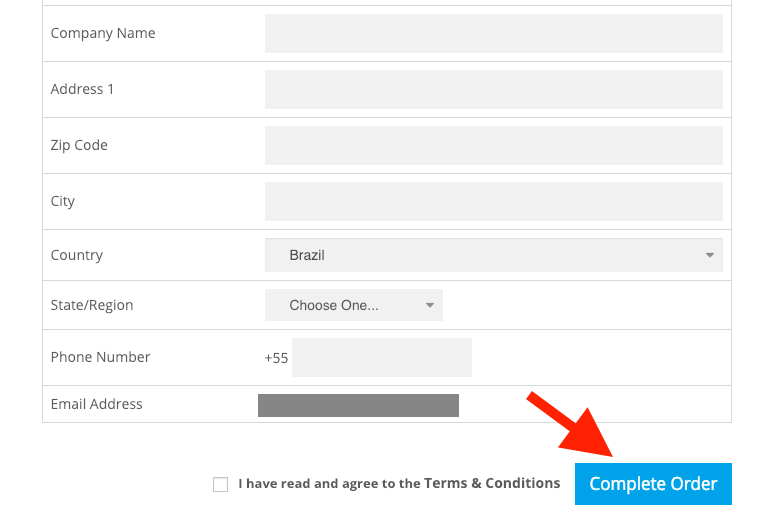 Company Name
Address 1
Zip Code
City
Country Brazil
State/Region Choose One...
Phone Number +55
Email Address
I have read and agree to the Terms & Conditions Complete Order